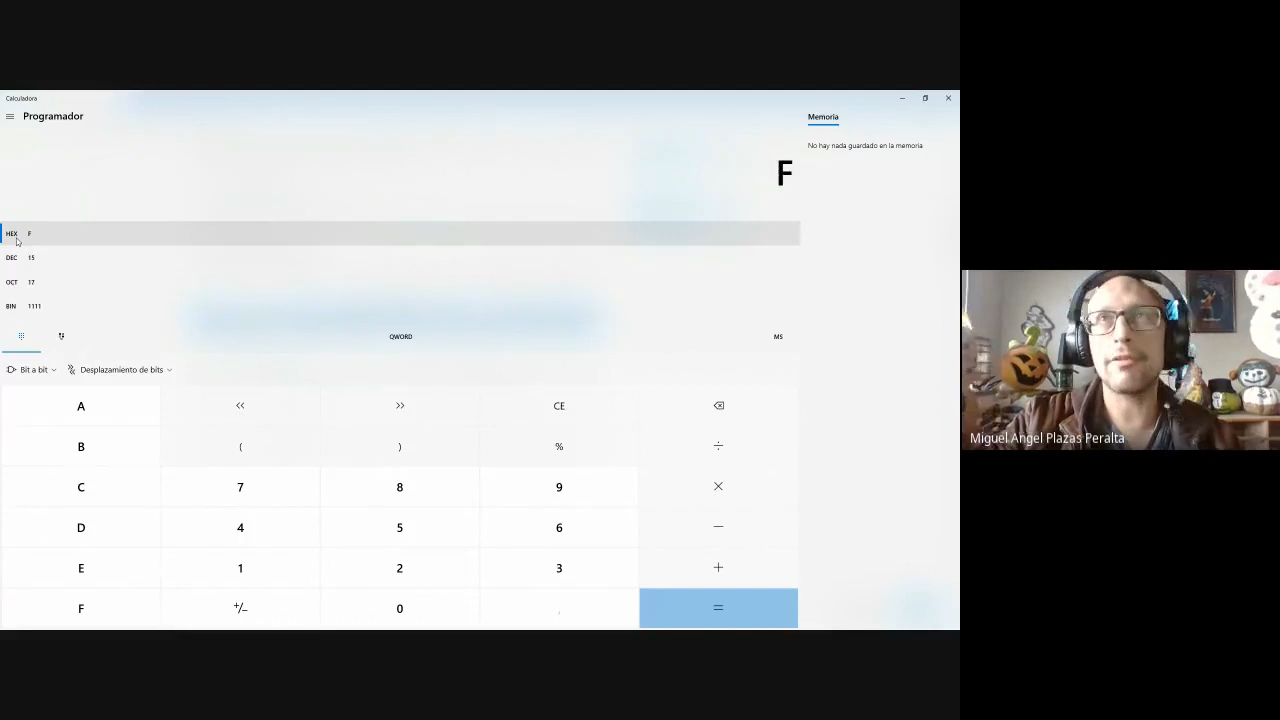 Calculadora
Programador
Memoria
No hay nada guardado en la memoria
F
HEX F
DEC 15
OCT 17
BIN 1111
QWORD MS
Bit a bit Desplazamiento de bits
A << >> CE
B ( ) % ÷
C 7 8 9 ×
D 4 5 6 −
E 1 2 3 +
F +/− 0 , =
Miguel Angel Plazas Peralta